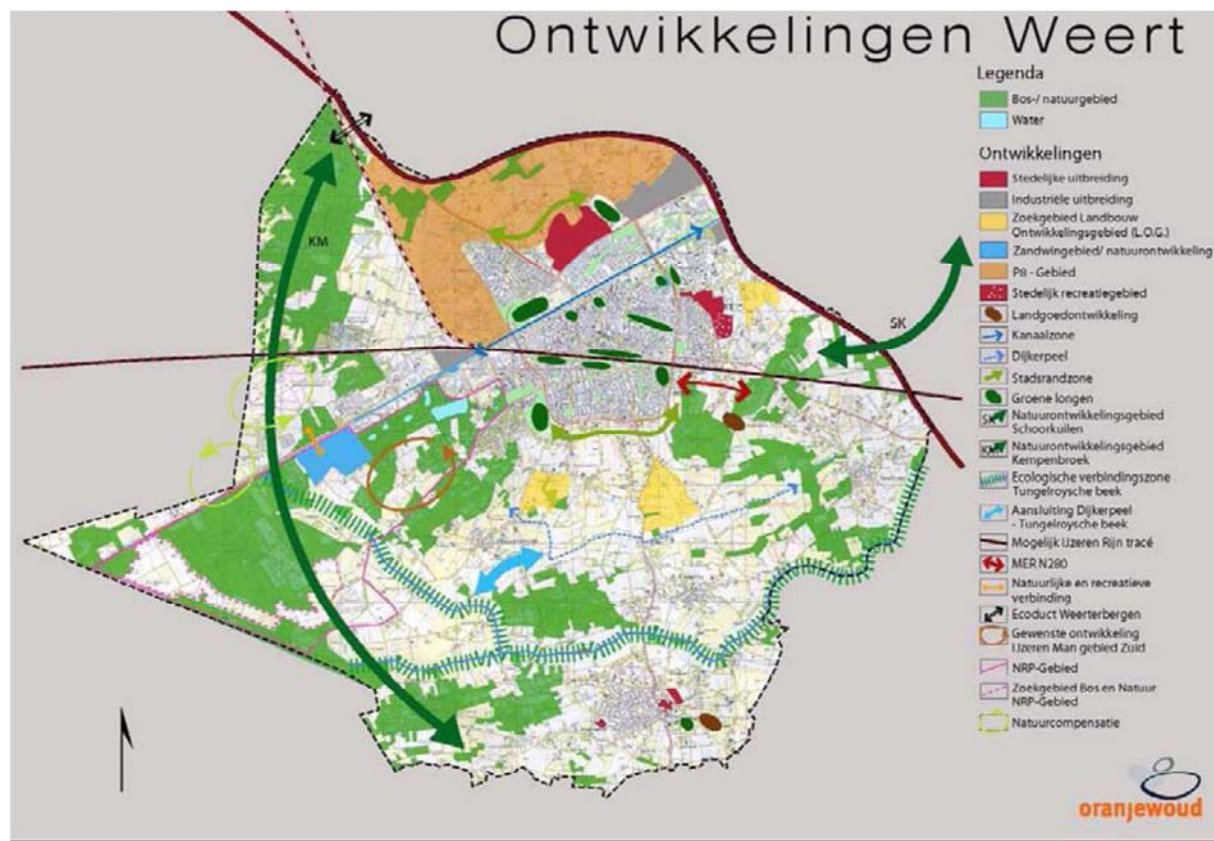 Ontwikkelingen Weert
Legenda
Bos-/ natuurgebied
Water
Ontwikkelingen
Stedelijke uitbreiding
Industriële uitbreiding
Zoekgebied Landbouw
Ontwikkelingsgebied (L.O.G.)
Zandwingebied/ natuurontwikkeling
P8 - Gebied
Stedelijk recreatiegebied
Landgoedontwikkeling
Kanaalzone
Dijkerpeel
Stadsrandzone
Groene longen
SK
Natuurontwikkelingsgebied
Schoorkuilen
KM
Natuurontwikkelingsgebied
Kempenbroek
Ecologische verbindingszone
Tungelroysche beek
Aansluiting Dijkerpeel
- Tungelroysche beek
Mogelijk IJzeren Rijn tracé
MER N280
Natuurlijke en recreatieve
verbinding
Ecoduct Weerterbergen
Gewenste ontwikkeling
IJzeren Man gebied Zuid
NRP-Gebied
Zoekgebied Bos en Natuur
NRP-Gebied
Natuurcompensatie
KM
SK
oranjewoud